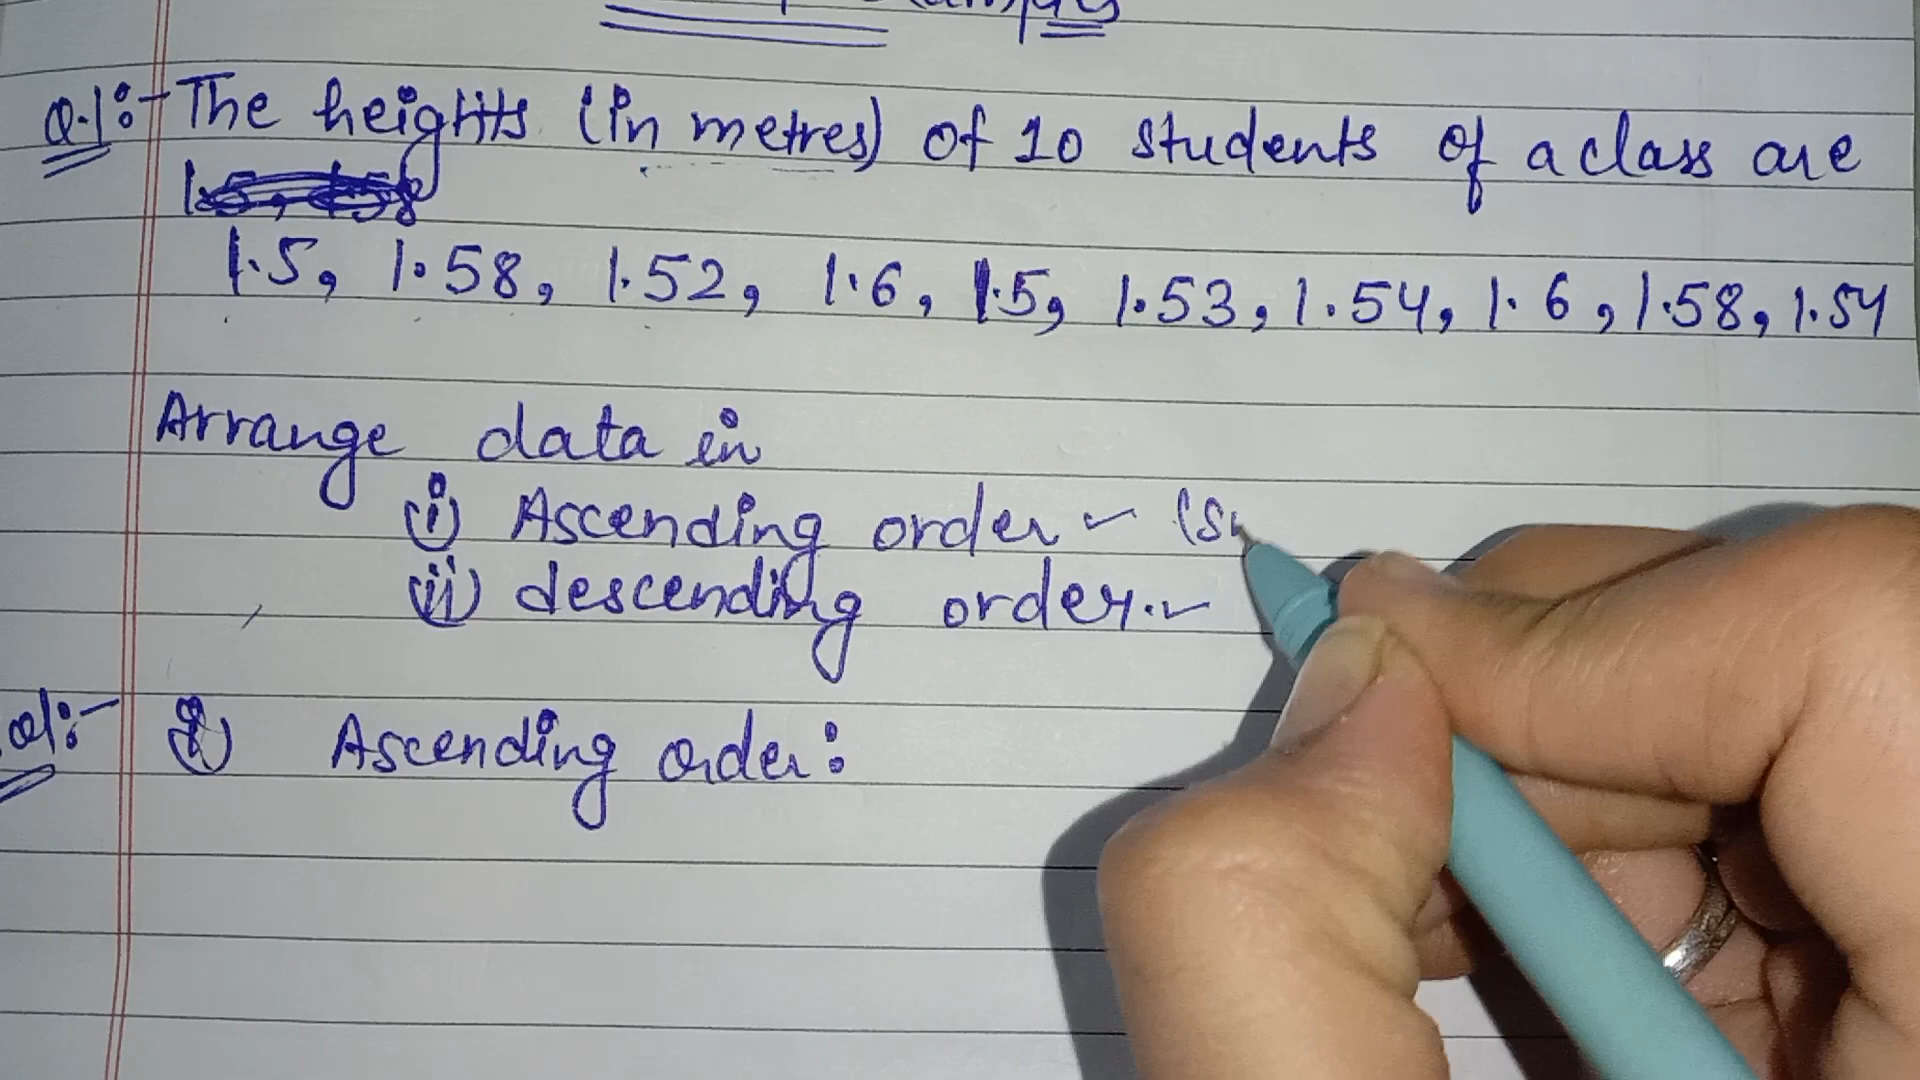 Q.1:- The heights (in metres) of 10 students of a class are
1.5, 1.58, 1.52, 1.6, 1.5, 1.53, 1.54, 1.6, 1.58, 1.54
Arrange data in
(i) Ascending order
(ii) descending order.
ol:- (i) Ascending order: